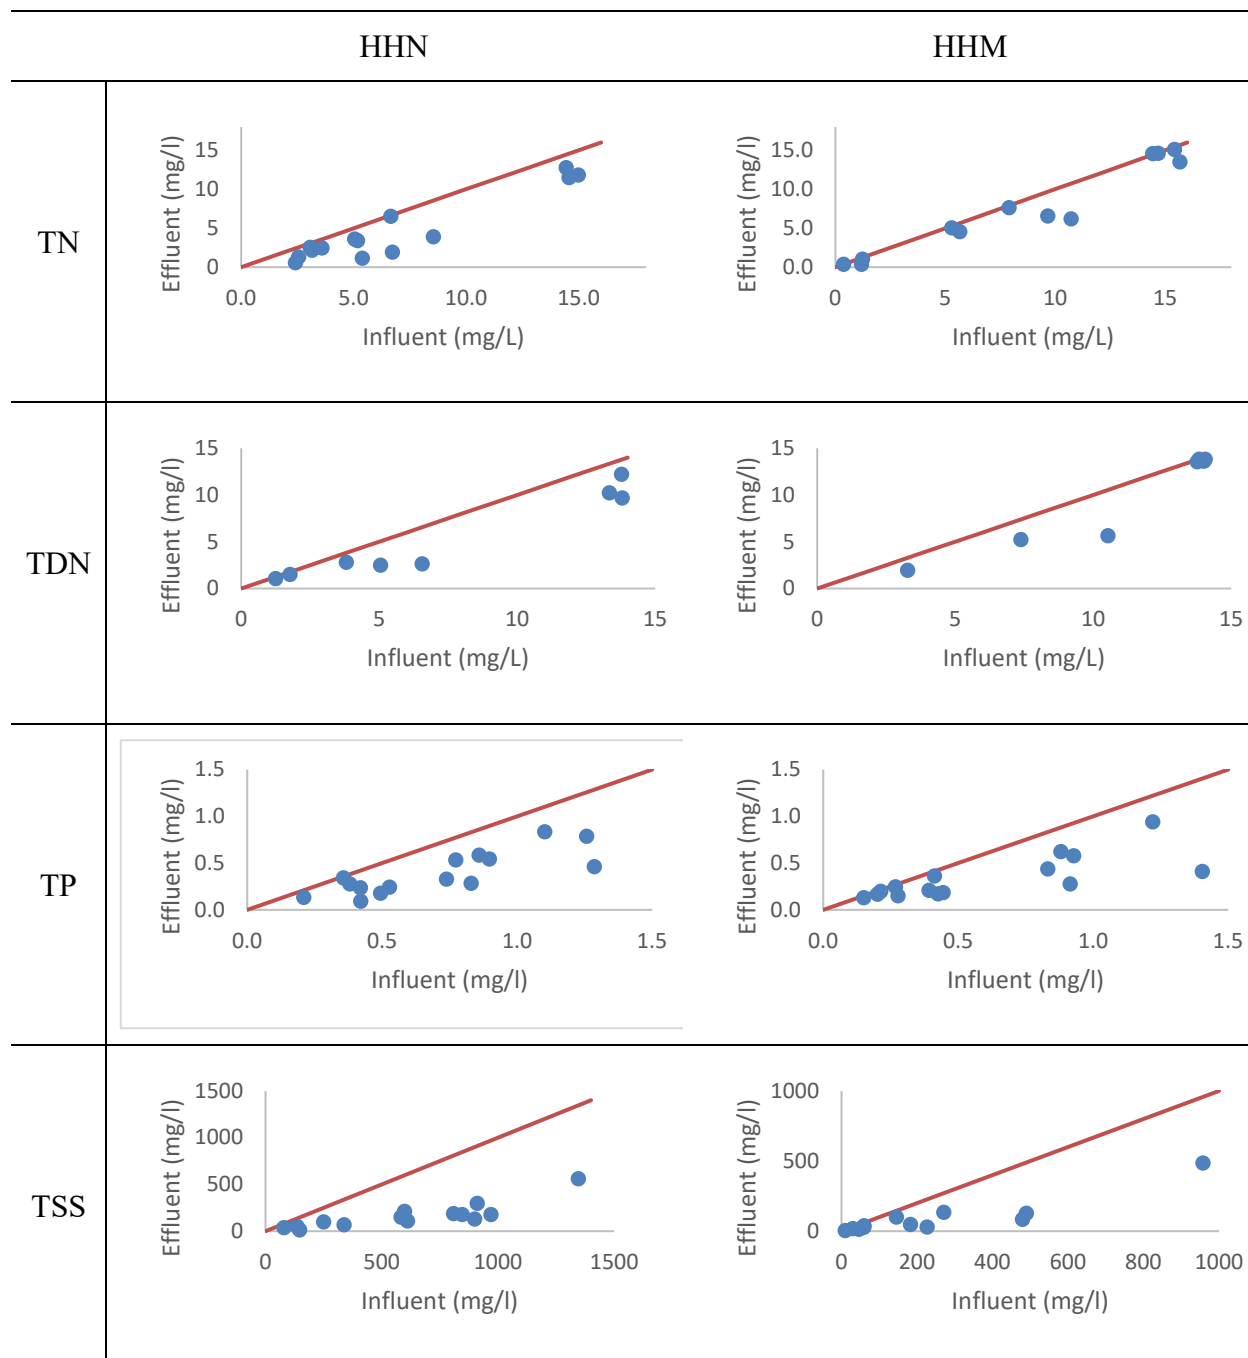 HHN HHM
TN
Effluent (mg/l)
15
10
5
0
0.0 5.0 10.0 15.0
Influent (mg/L)
Effluent (mg/l)
15.0
10.0
5.0
0.0
0 5 10 15
Influent (mg/L)
TDN
Effluent (mg/l)
15
10
5
0
0 5 10 15
Influent (mg/L)
Effluent (mg/l)
15
10
5
0
0 5 10 15
Influent (mg/L)
TP
Effluent (mg/l)
1.5
1.0
0.5
0.0
0.0 0.5 1.0 1.5
Influent (mg/l)
Effluent (mg/l)
1.5
1.0
0.5
0.0
0.0 0.5 1.0 1.5
Influent (mg/l)
TSS
Effluent (mg/l)
1500
1000
500
0
0 500 1000 1500
Influent (mg/l)
Effluent (mg/l)
1000
500
0
0 200 400 600 800 1000
Influent (mg/l)